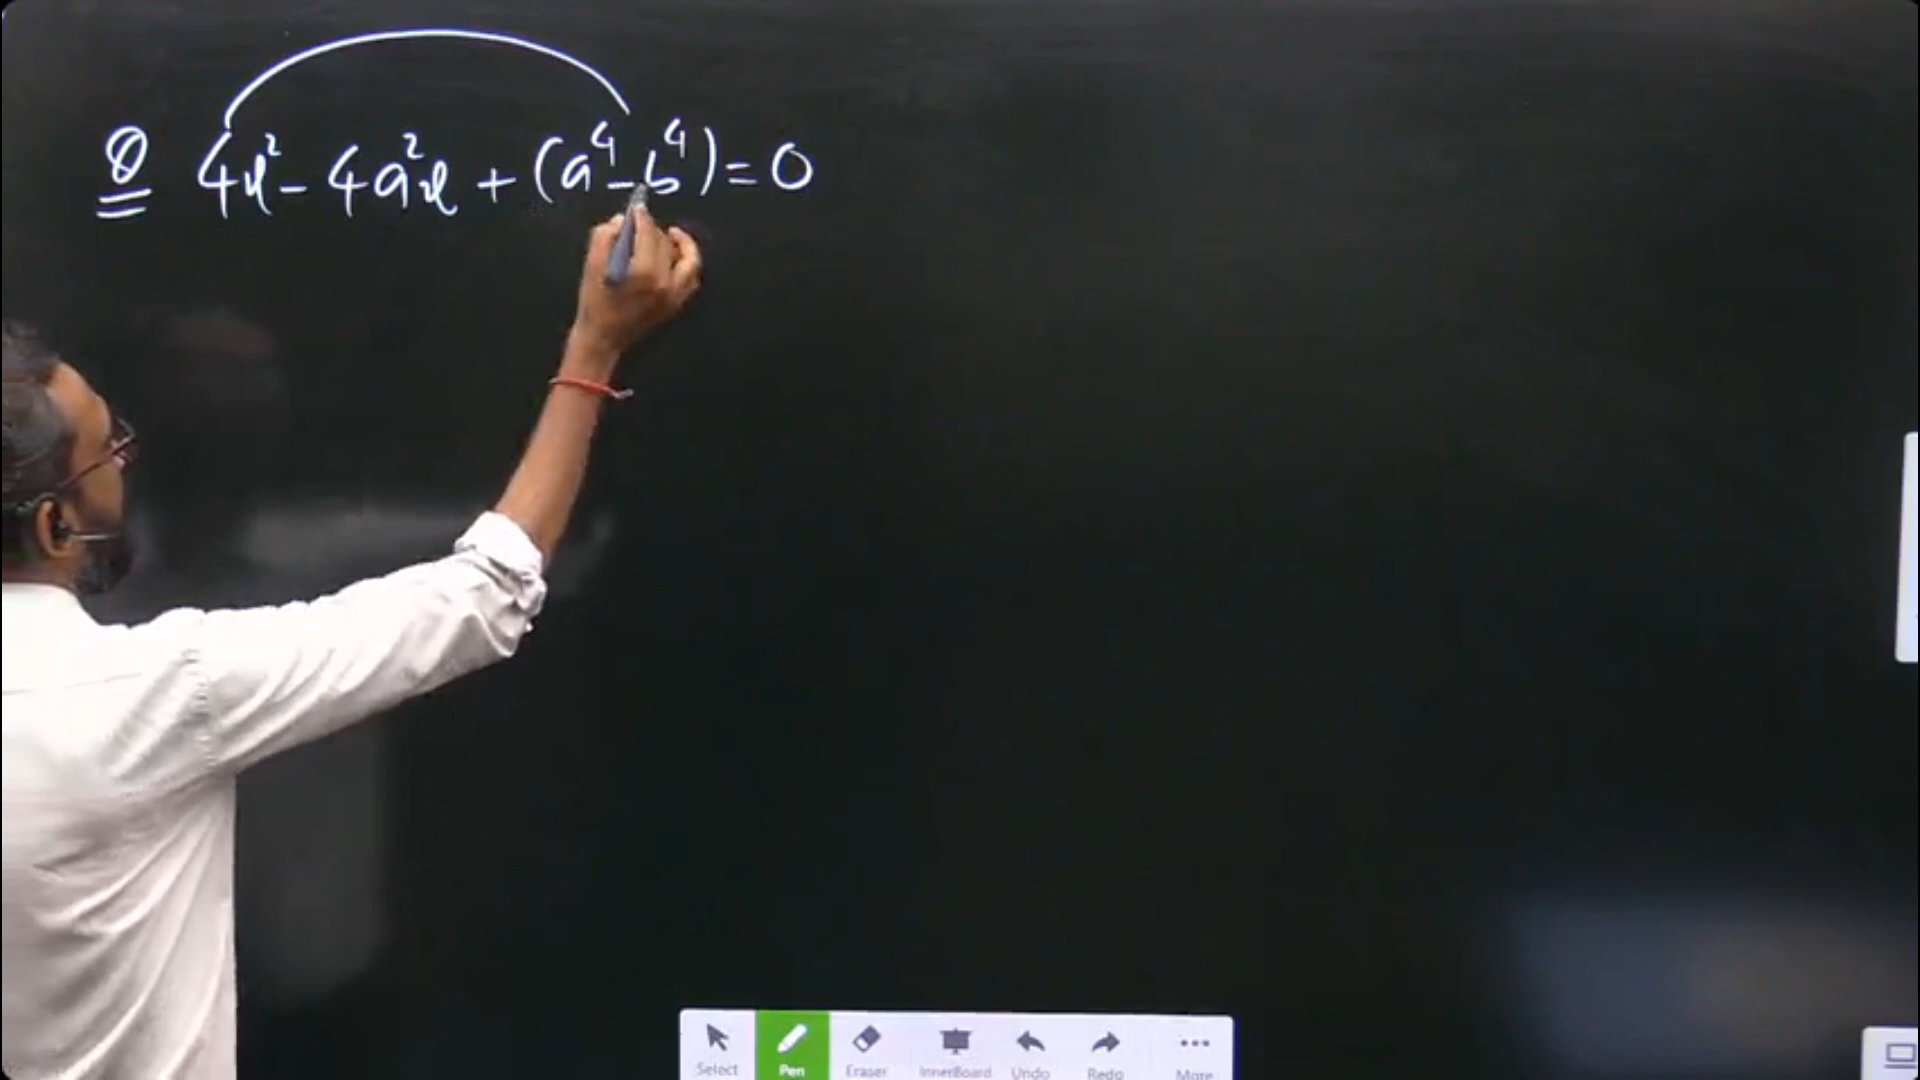 Q 4x² - 4a²x + (a⁴ - b⁴) = 0
Select Pen Eraser InnerBoard Undo Redo More